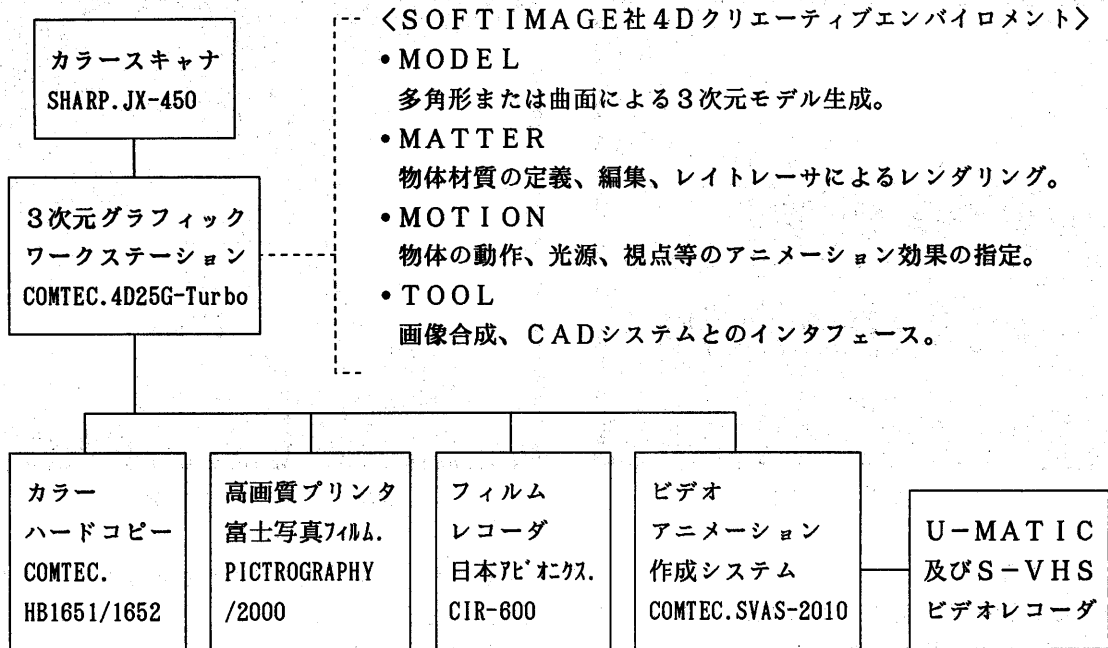 カラースキャナ
SHARP.JX-450
3次元グラフィック
ワークステーション
COMTEC.4D25G-Turbo
〈SOFTIMAGE社4Dクリエーティブエンバイロメント〉
•MODEL
多角形または曲面による3次元モデル生成。
•MATTER
物体材質の定義、編集、レイトレーサによるレンダリング。
•MOTION
物体の動作、光源、視点等のアニメーション効果の指定。
•TOOL
画像合成、CADシステムとのインタフェース。
カラー
ハードコピー
COMTEC.
HB1651/1652
高画質プリンタ
富士写真フイルム.
PICTROGRAPHY
/2000
フィルム
レコーダ
日本アビオニクス.
CIR-600
ビデオ
アニメーション
作成システム
COMTEC.SVAS-2010
U-MATIC
及びS-VHS
ビデオレコーダ